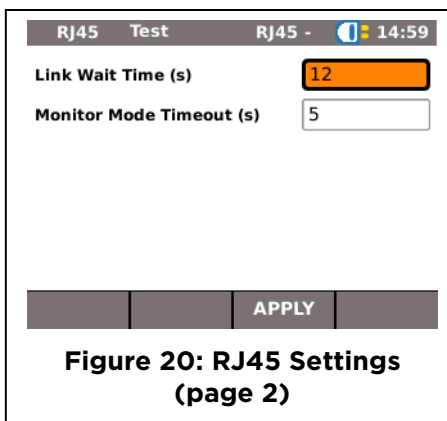 RJ45 Test RJ45 - 14:59
Link Wait Time (s) 12
Monitor Mode Timeout (s) 5
APPLY
Figure 20: RJ45 Settings
(page 2)